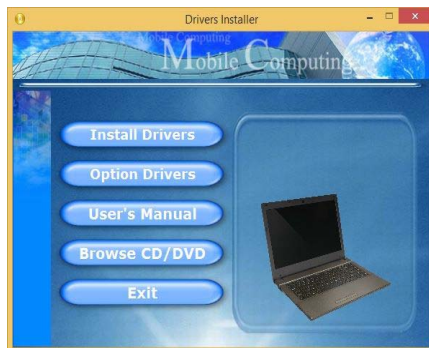 Drivers Installer
Mobile Computing
Mobile Computing
Install Drivers
Option Drivers
User's Manual
Browse CD/DVD
Exit